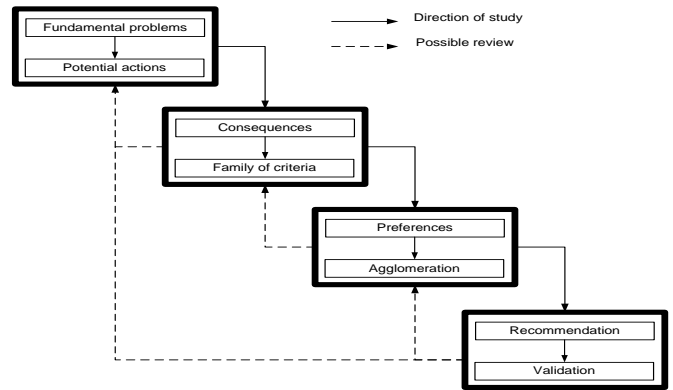 Fundamental problems
Potential actions
Direction of study
Possible review
Consequences
Family of criteria
Preferences
Agglomeration
Recommendation
Validation